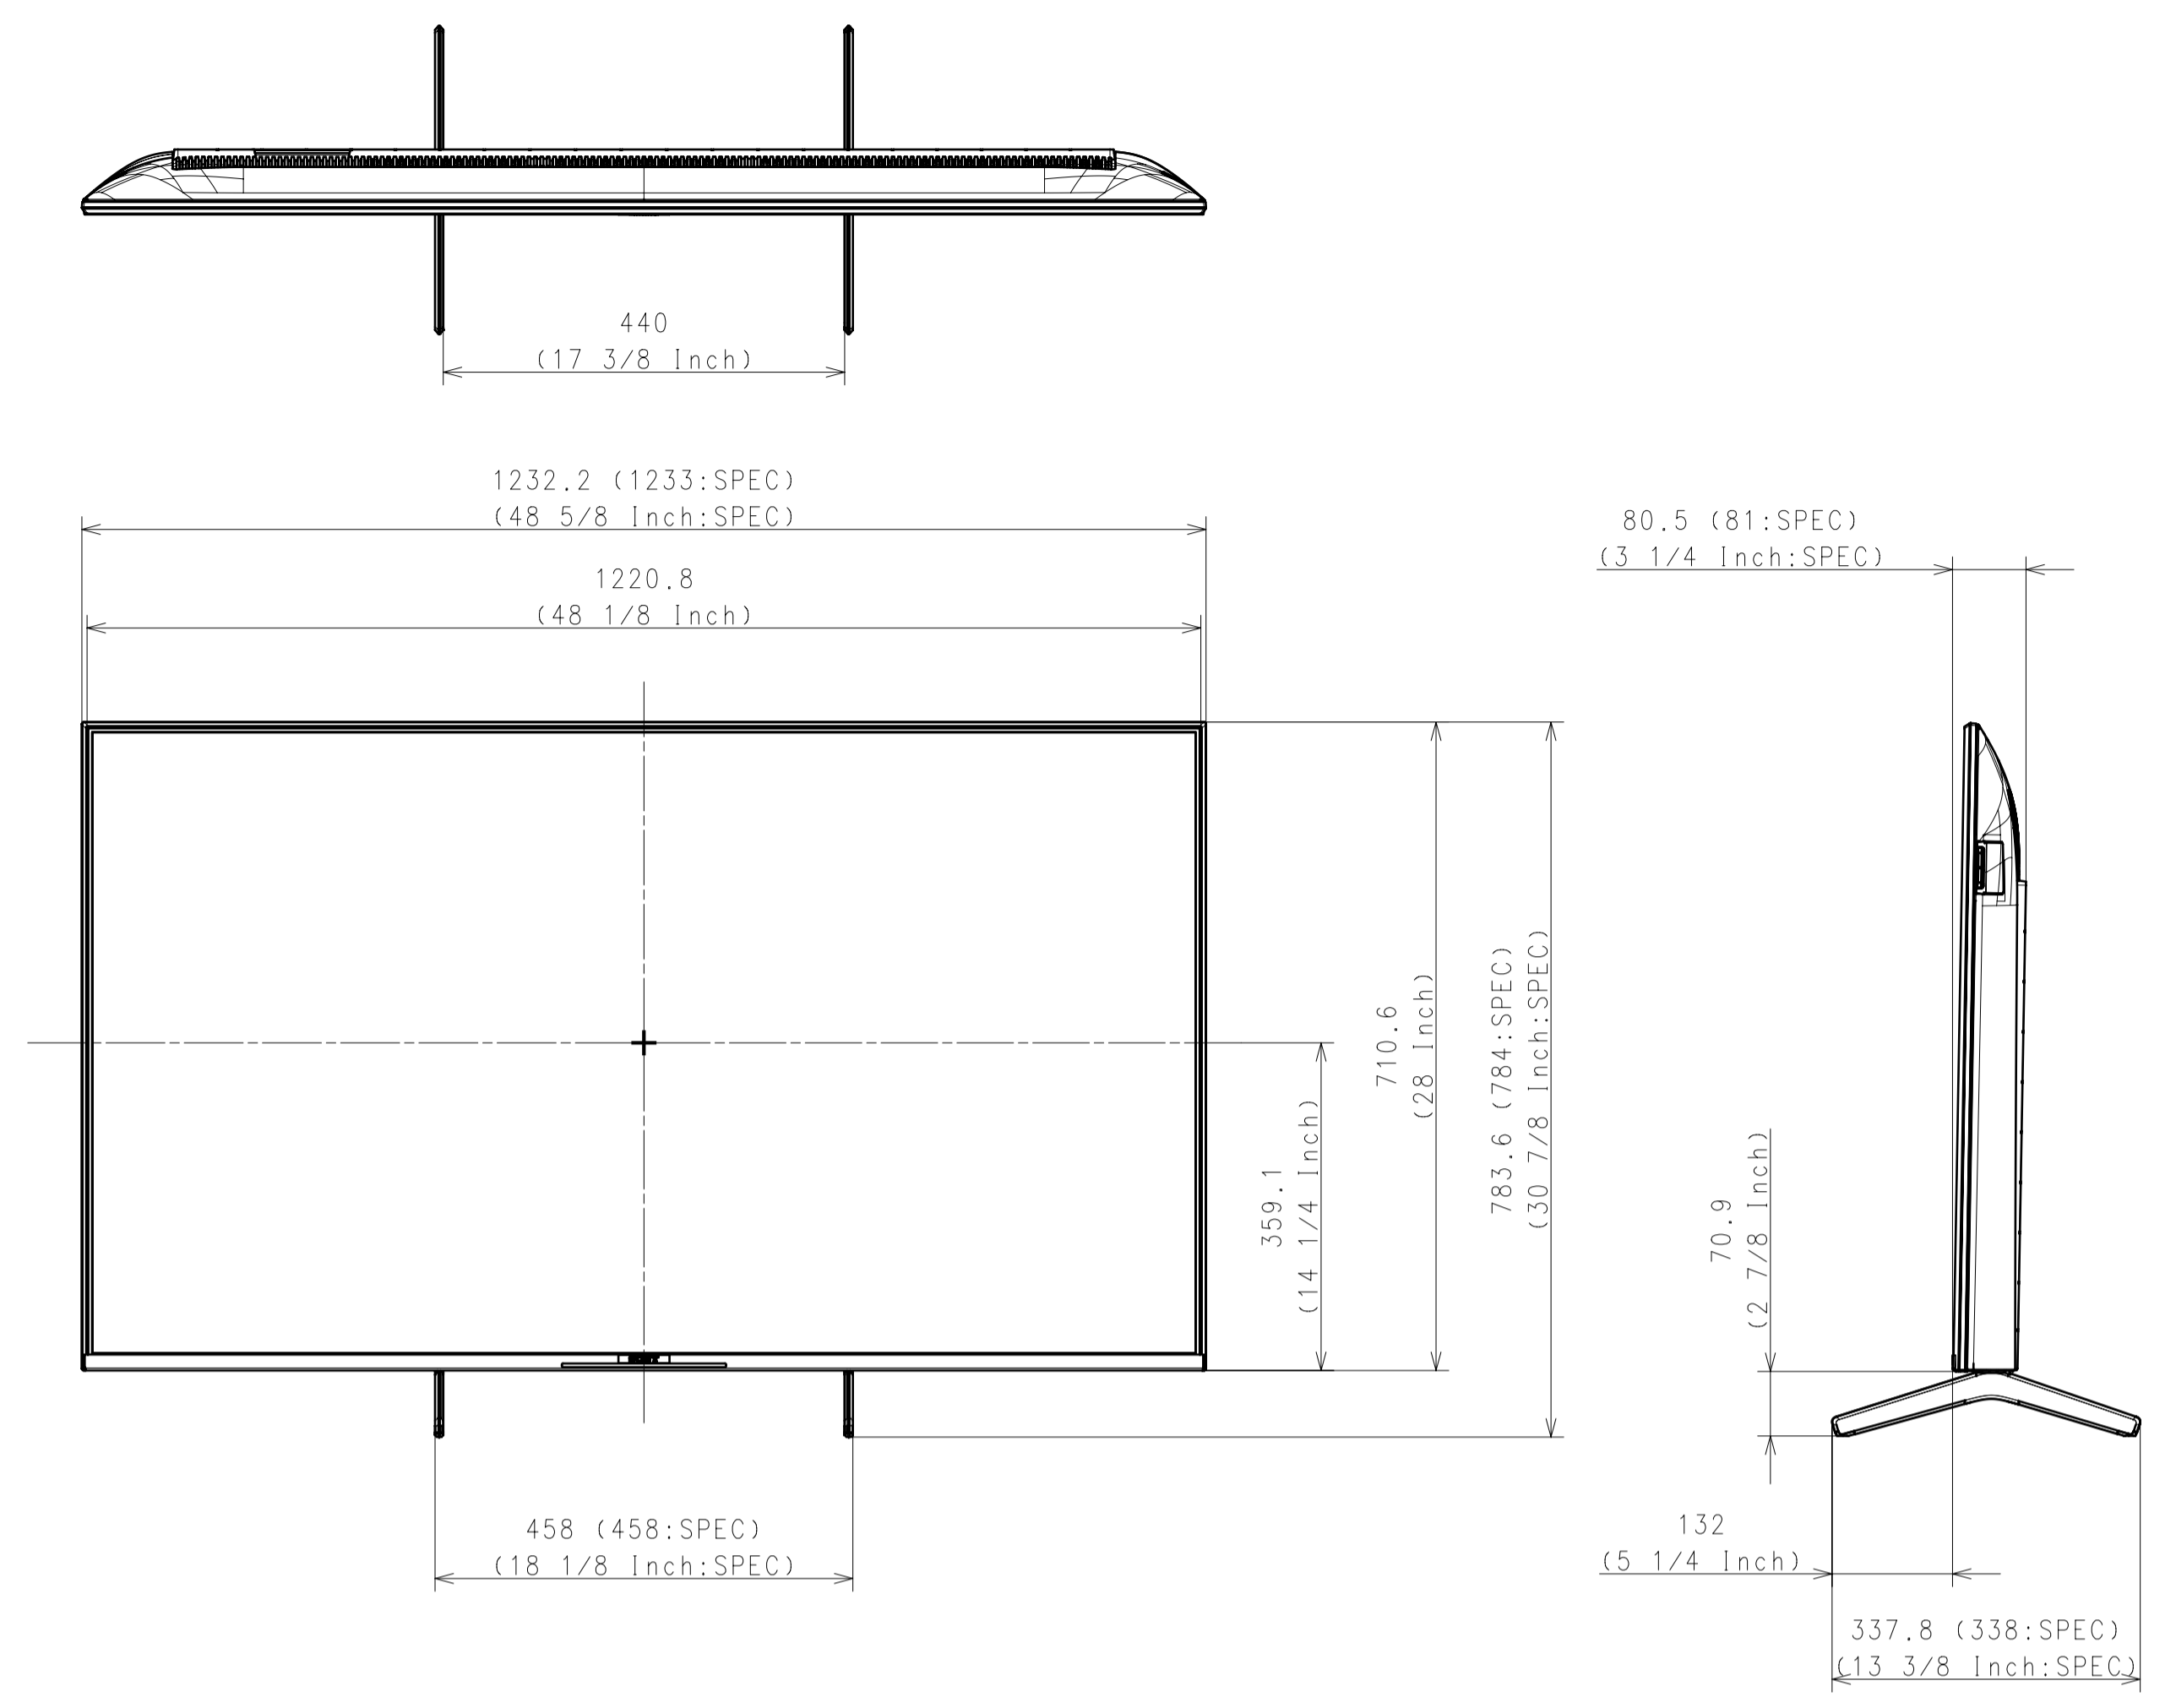 440
(17 3/8 Inch)
1232.2 (1233:SPEC)
(48 5/8 Inch:SPEC)
1220.8
(48 1/8 Inch)
80.5 (81:SPEC)
(3 1/4 Inch:SPEC)
359.1
(14 1/4 Inch)
710.6
(28 Inch)
783.6 (784:SPEC)
(30 7/8 Inch:SPEC)
70.9
(2 7/8 Inch)
458 (458:SPEC)
(18 1/8 Inch:SPEC)
132
(5 1/4 Inch)
337.8 (338:SPEC)
(13 3/8 Inch:SPEC)